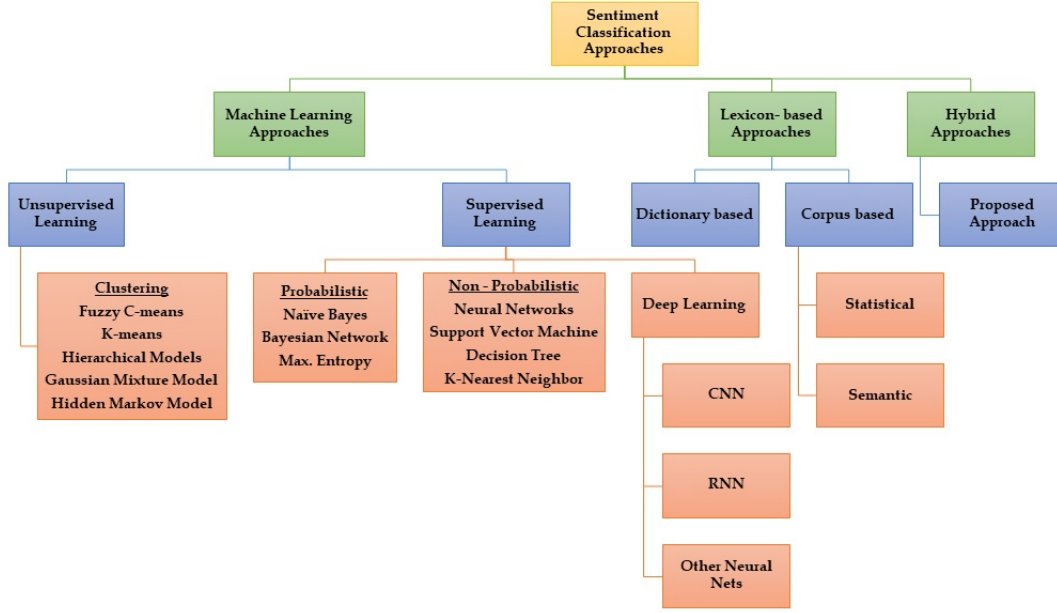 Sentiment
Classification
Approaches
Machine Learning
Approaches
Lexicon- based
Approaches
Hybrid
Approaches
Unsupervised
Learning
Supervised
Learning
Dictionary based
Corpus based
Proposed
Approach
Clustering
Fuzzy C-means
K-means
Hierarchical Models
Gaussian Mixture Model
Hidden Markov Model
Probabilistic
Naïve Bayes
Bayesian Network
Max. Entropy
Non - Probabilistic
Neural Networks
Support Vector Machine
Decision Tree
K-Nearest Neighbor
Deep Learning
CNN
RNN
Other Neural
Nets
Statistical
Semantic